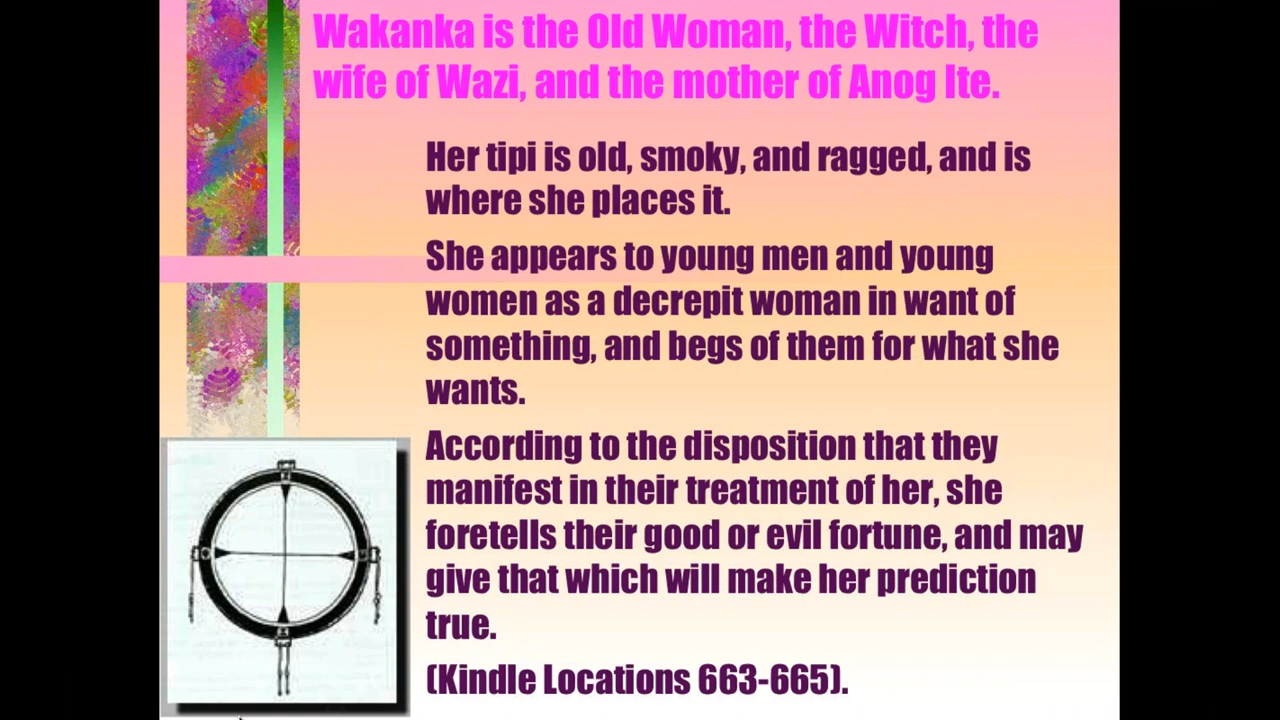 Wakanka is the Old Woman, the Witch, the
wife of Wazi, and the mother of Anog Ite.
Her tipi is old, smoky, and ragged, and is
where she places it.
She appears to young men and young
women as a decrepit woman in want of
something, and begs of them for what she
wants.
According to the disposition that they
manifest in their treatment of her, she
foretells their good or evil fortune, and may
give that which will make her prediction
true.
(Kindle Locations 663-665).